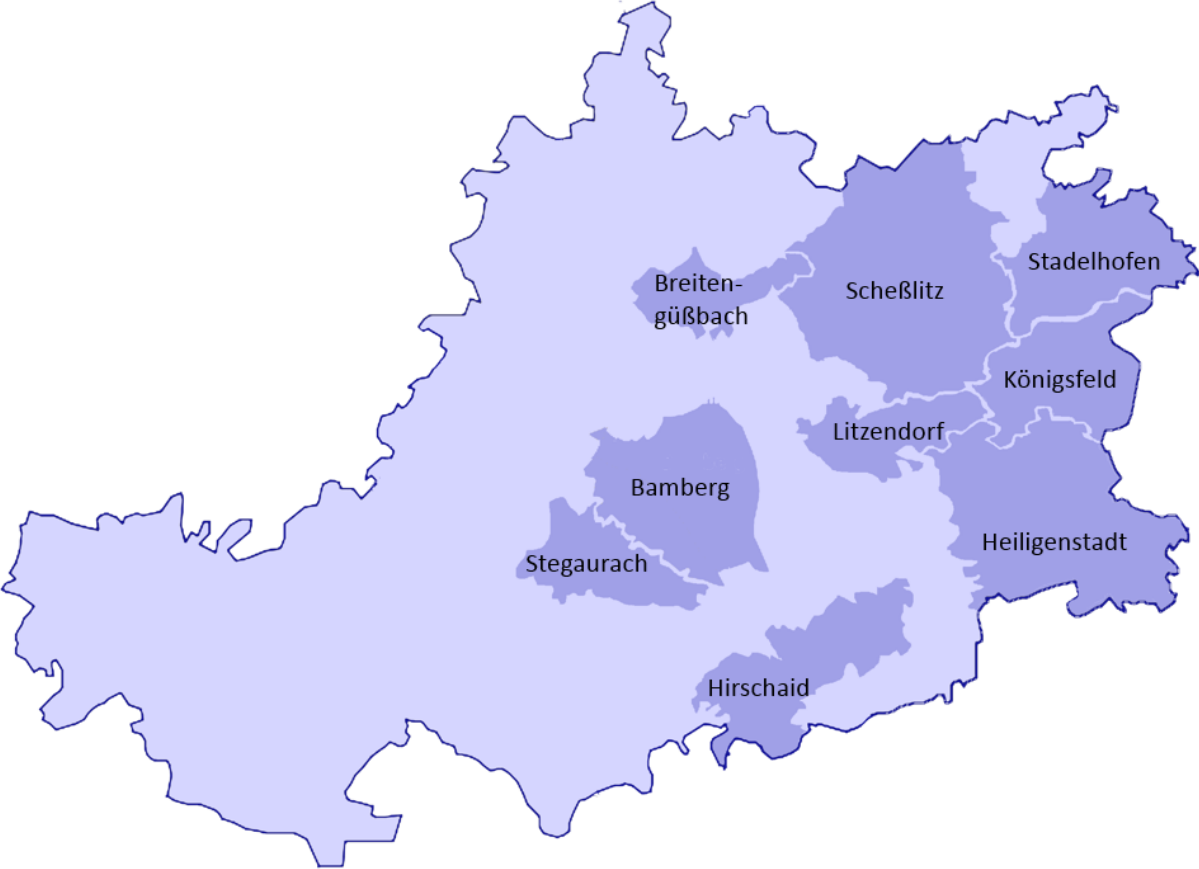 Stadelhofen
Breiten-
güßbach
Scheßlitz
Königsfeld
Litzendorf
Bamberg
Heiligenstadt
Stegaurach
Hirschaid